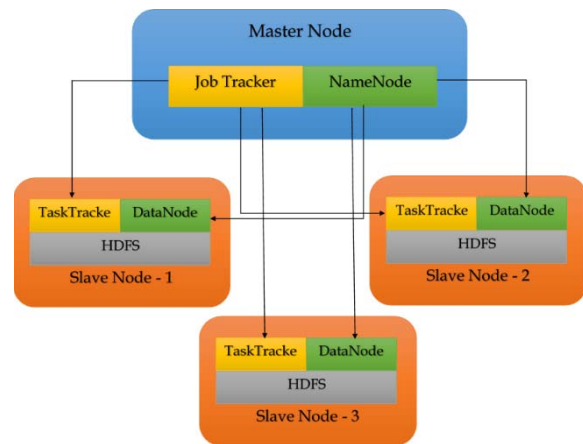 Master Node
Job Tracker NameNode
TaskTracke DataNode
HDFS
Slave Node - 1
TaskTracke DataNode
HDFS
Slave Node - 2
TaskTracke DataNode
HDFS
Slave Node - 3